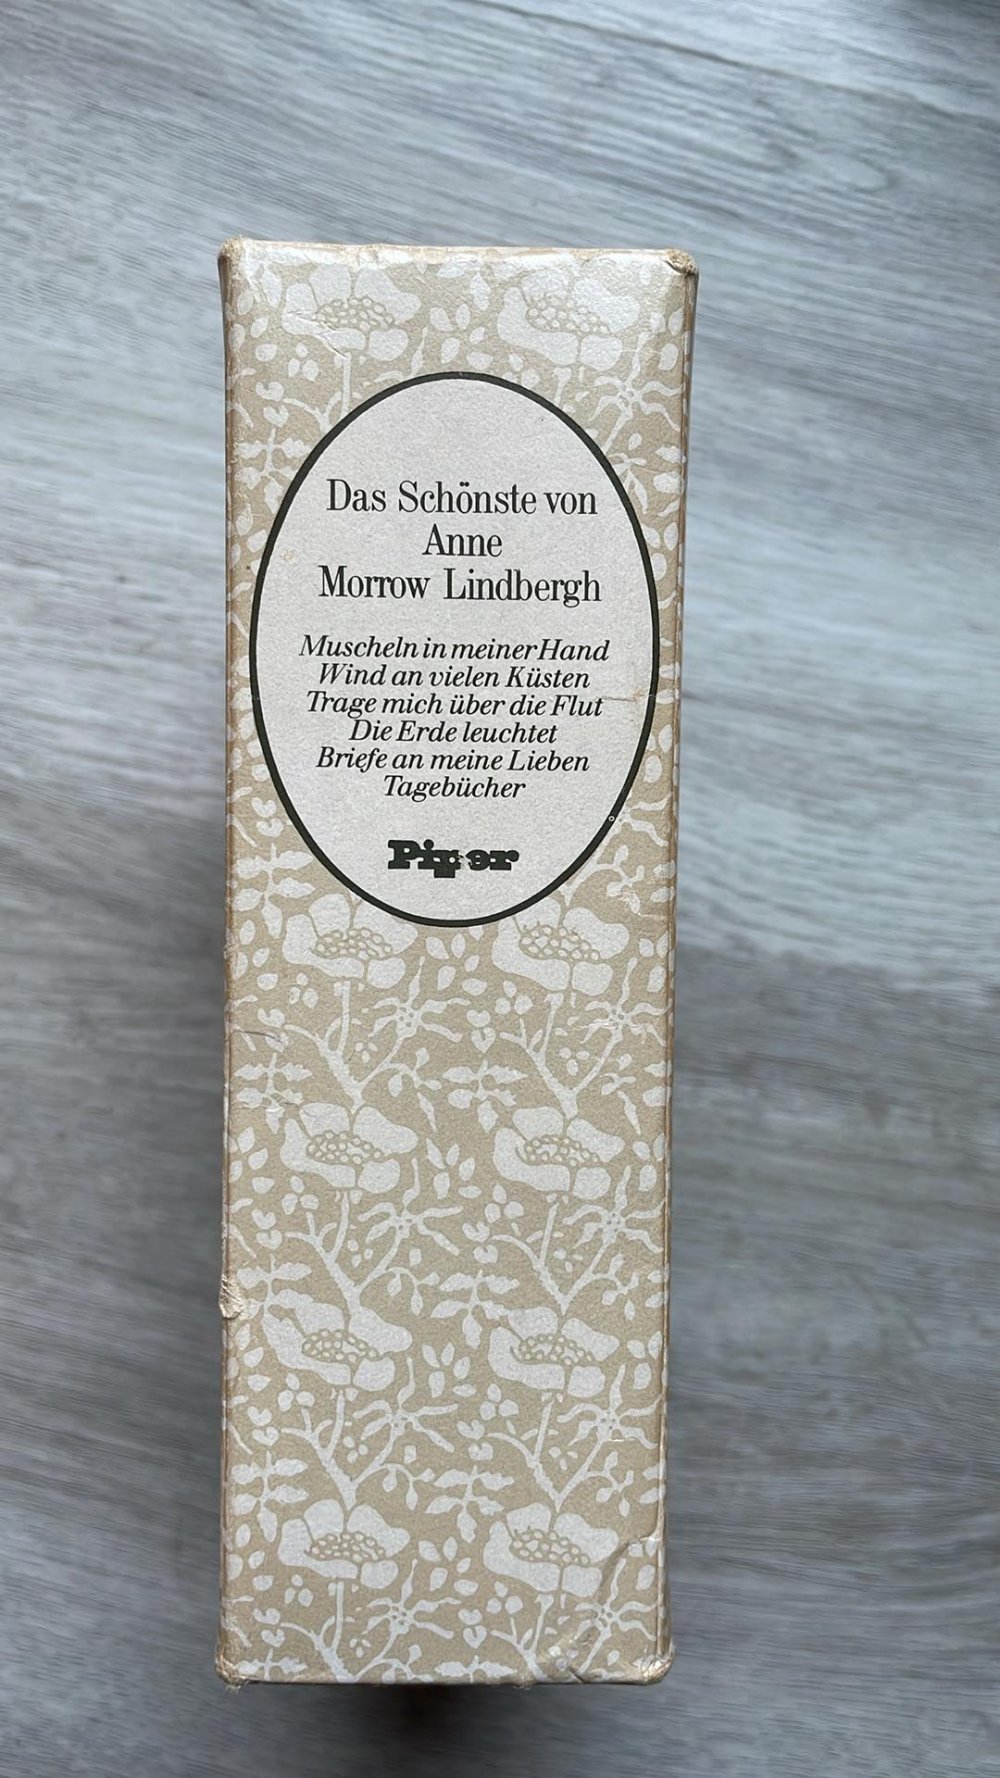 Das Schönste von
Anne
Morrow Lindbergh
Muscheln in meiner Hand
Wind an vielen Küsten
Trage mich über die Flut
Die Erde leuchtet
Briefe an meine Lieben
Tagebücher
Piper